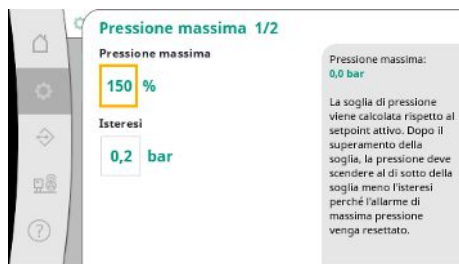 Pressione massima 1/2
Pressione massima
150 %
Isteresi
0,2 bar
Pressione massima:
0,0 bar
La soglia di pressione
viene calcolata rispetto al
setpoint attivo. Dopo il
superamento della
soglia, la pressione deve
scendere al di sotto della
soglia meno l'isteresi
perché l'allarme di
massima pressione
venga resettato.